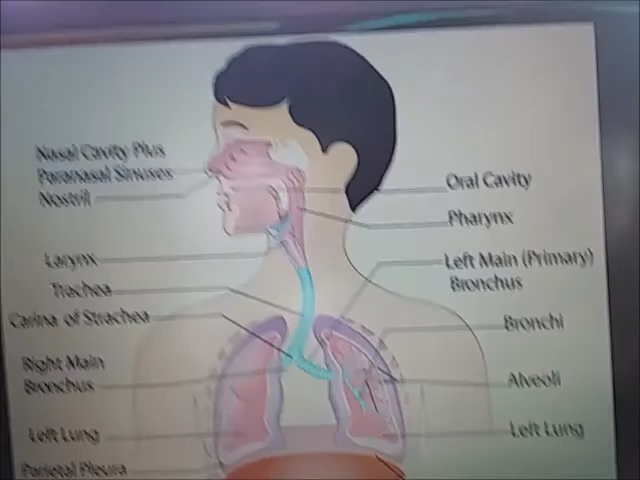 Nasal Cavity Plus
Paranasal Sinuses
Nostril
Larynx
Trachea
Carina of Strachea
Right Main
Bronchus
Left Lung
Parietal Pleura
Oral Cavity
Pharynx
Left Main (Primary)
Bronchus
Bronchi
Alveoli
Left Lung